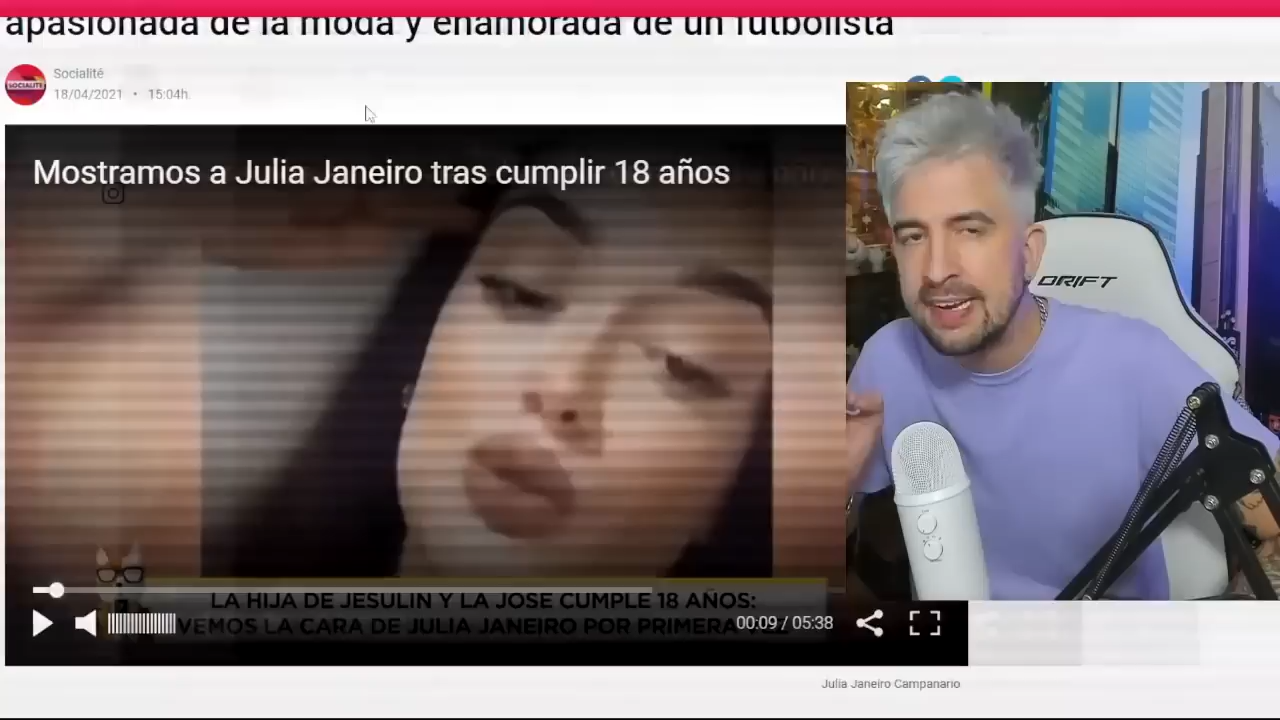 apasionada de la moda y enamorada de un futbolista
Socialité
SOCIALITÉ
18/04/2021 • 15:04h.
Mostramos a Julia Janeiro tras cumplir 18 años
DRIFT
LA HIJA DE JESULÍN Y LA JOSE CUMPLE 18 AÑOS:
VEMOS LA CARA DE JULIA JANEIRO POR PRIMERA VEZ
00:09 / 05:38
Julia Janeiro Campanario